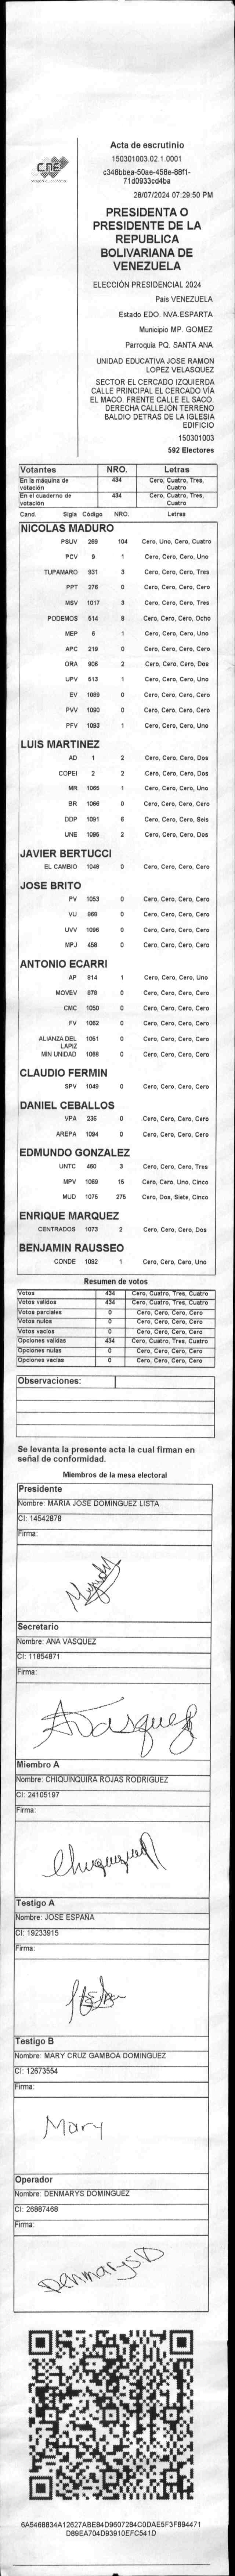 CNE
Acta de escrutinio
150301003.02.1.0001
c348bbea-50ae-458e-88f1-
71d0933cd4ba
28/07/2024 07:29:50 PM
PRESIDENTA O
PRESIDENTE DE LA
REPUBLICA
BOLIVARIANA DE
VENEZUELA
ELECCIÓN PRESIDENCIAL 2024
País VENEZUELA
Estado EDO. NVA.ESPARTA
Municipio MP. GOMEZ
Parroquia PQ. SANTA ANA
UNIDAD EDUCATIVA JOSE RAMON
LOPEZ VELASQUEZ
SECTOR EL CERCADO IZQUIERDA
CALLE PRINCIPAL EL CERCADO VÍA
EL MACO. FRENTE CALLE EL SACO.
DERECHA CALLEJÓN TERRENO
BALDIO DETRAS DE LA IGLESIA
EDIFICIO
150301003
592 Electores
Votantes NRO. Letras
En la máquina de votación 434 Cero, Cuatro, Tres, Cuatro
En el cuaderno de votación 434 Cero, Cuatro, Tres, Cuatro
Cand. Sigla Código NRO. Letras
NICOLAS MADURO
PSUV 269 104 Cero, Uno, Cero, Cuatro
PCV 9 1 Cero, Cero, Cero, Uno
TUPAMARO 931 3 Cero, Cero, Cero, Tres
PPT 276 0 Cero, Cero, Cero, Cero
MSV 1017 3 Cero, Cero, Cero, Tres
PODEMOS 514 8 Cero, Cero, Cero, Ocho
MEP 6 1 Cero, Cero, Cero, Uno
APC 219 0 Cero, Cero, Cero, Cero
ORA 906 2 Cero, Cero, Cero, Dos
UPV 513 1 Cero, Cero, Cero, Uno
EV 1089 0 Cero, Cero, Cero, Cero
PVV 1090 0 Cero, Cero, Cero, Cero
PFV 1093 1 Cero, Cero, Cero, Uno
LUIS MARTINEZ
AD 1 2 Cero, Cero, Cero, Dos
COPEI 2 2 Cero, Cero, Cero, Dos
MR 1065 1 Cero, Cero, Cero, Uno
BR 1066 0 Cero, Cero, Cero, Cero
DDP 1091 6 Cero, Cero, Cero, Seis
UNE 1095 2 Cero, Cero, Cero, Dos
JAVIER BERTUCCI
EL CAMBIO 1048 0 Cero, Cero, Cero, Cero
JOSE BRITO
PV 1053 0 Cero, Cero, Cero, Cero
VU 868 0 Cero, Cero, Cero, Cero
UVV 1096 0 Cero, Cero, Cero, Cero
MPJ 458 0 Cero, Cero, Cero, Cero
ANTONIO ECARRI
AP 814 1 Cero, Cero, Cero, Uno
MOVEV 979 0 Cero, Cero, Cero, Cero
CMC 1050 0 Cero, Cero, Cero, Cero
FV 1062 0 Cero, Cero, Cero, Cero
ALIANZA DEL LAPIZ 1051 0 Cero, Cero, Cero, Cero
MIN UNIDAD 1068 0 Cero, Cero, Cero, Cero
CLAUDIO FERMIN
SPV 1049 0 Cero, Cero, Cero, Cero
DANIEL CEBALLOS
VPA 236 0 Cero, Cero, Cero, Cero
AREPA 1094 0 Cero, Cero, Cero, Cero
EDMUNDO GONZALEZ
UNTC 460 3 Cero, Cero, Cero, Tres
MPV 1069 15 Cero, Cero, Uno, Cinco
MUD 1075 275 Cero, Dos, Siete, Cinco
ENRIQUE MARQUEZ
CENTRADOS 1073 2 Cero, Cero, Cero, Dos
BENJAMIN RAUSSEO
CONDE 1092 1 Cero, Cero, Cero, Uno
Resumen de votos
Votos 434 Cero, Cuatro, Tres, Cuatro
Votos validos 434 Cero, Cuatro, Tres, Cuatro
Votos parciales 0 Cero, Cero, Cero, Cero
Votos nulos 0 Cero, Cero, Cero, Cero
Votos vacios 0 Cero, Cero, Cero, Cero
Opciones validas 434 Cero, Cuatro, Tres, Cuatro
Opciones nulas 0 Cero, Cero, Cero, Cero
Opciones vacias 0 Cero, Cero, Cero, Cero
Observaciones:
Se levanta la presente acta la cual firman en
señal de conformidad.
Miembros de la mesa electoral
Presidente
Nombre: MARIA JOSE DOMINGUEZ LISTA
CI: 14542878
Firma:
Secretario
Nombre: ANA VASQUEZ
CI: 11854871
Firma:
AVasquez
Miembro A
Nombre: CHIQUINQUIRA ROJAS RODRIGUEZ
CI: 24105197
Firma:
Testigo A
Nombre: JOSE ESPAÑA
CI: 19233915
Firma:
Testigo B
Nombre: MARY CRUZ GAMBOA DOMINGUEZ
CI: 12673554
Firma:
Mary
Operador
Nombre: DENMARYS DOMINGUEZ
CI: 26887468
Firma:
Denmarys D
6A5468834A12627ABE84D9607284C0DAE5F3F894471
D89EA704D93910EFC541D